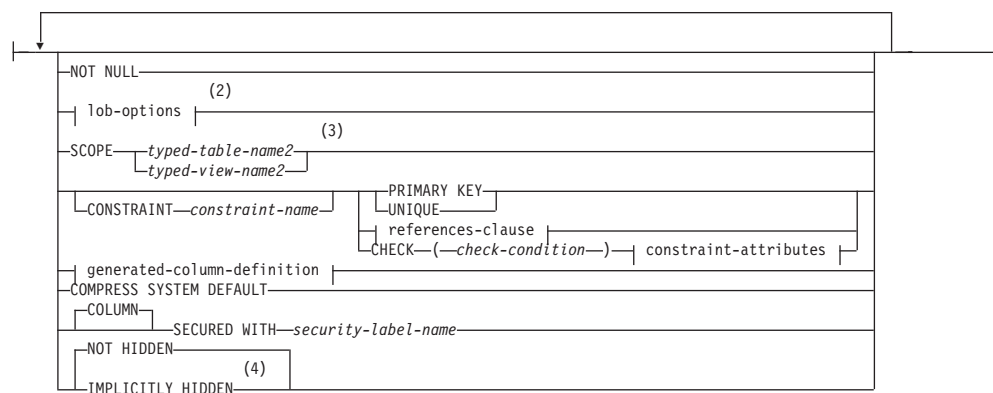 NOT NULL
(2)
lob-options
(3)
SCOPE typed-table-name2
typed-view-name2
PRIMARY KEY
CONSTRAINT constraint-name UNIQUE
references-clause
CHECK ( check-condition ) constraint-attributes
generated-column-definition
COMPRESS SYSTEM DEFAULT
COLUMN
SECURED WITH security-label-name
NOT HIDDEN
(4)
IMPLICITLY HIDDEN